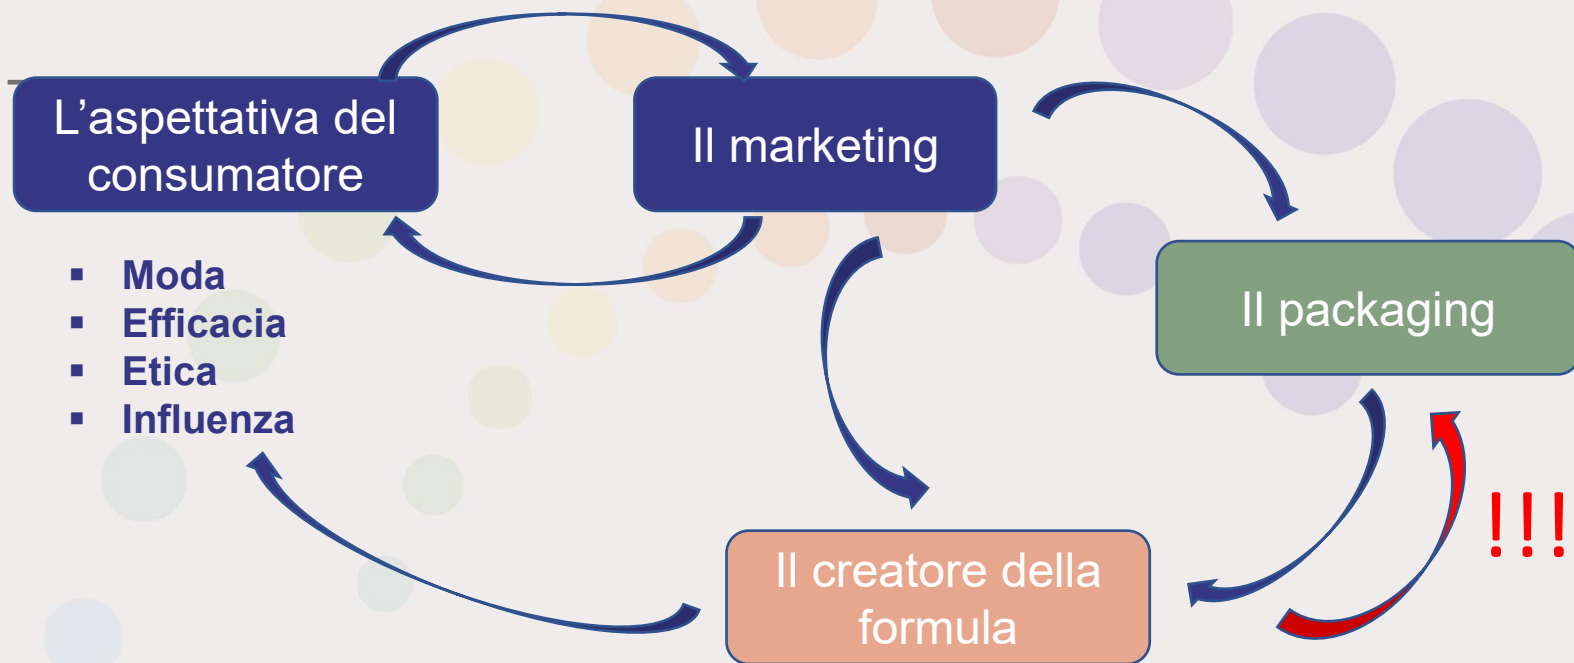 L’aspettativa del
consumatore
Il marketing
▪ Moda
▪ Efficacia
▪ Etica
▪ Influenza
Il packaging
!!!
Il creatore della
formula